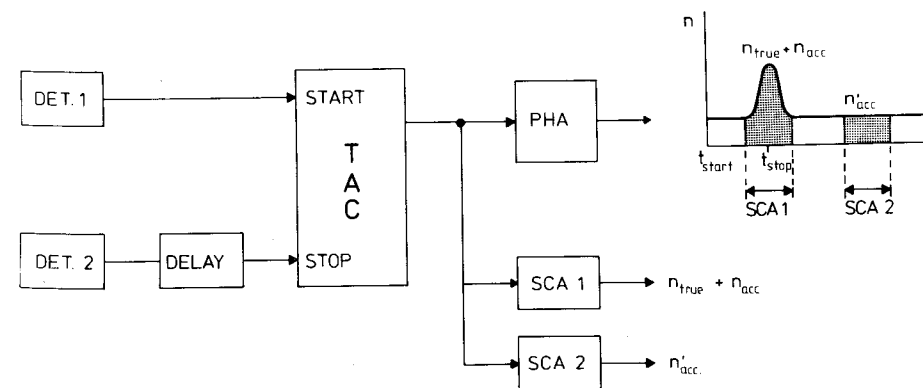 DET. 1
DET. 2
DELAY
START
TAC
STOP
PHA
SCA 1
SCA 2
n_true + n_acc
n'_acc.
n
n_true + n_acc
n'_acc
t_start
t_stop
SCA 1
SCA 2